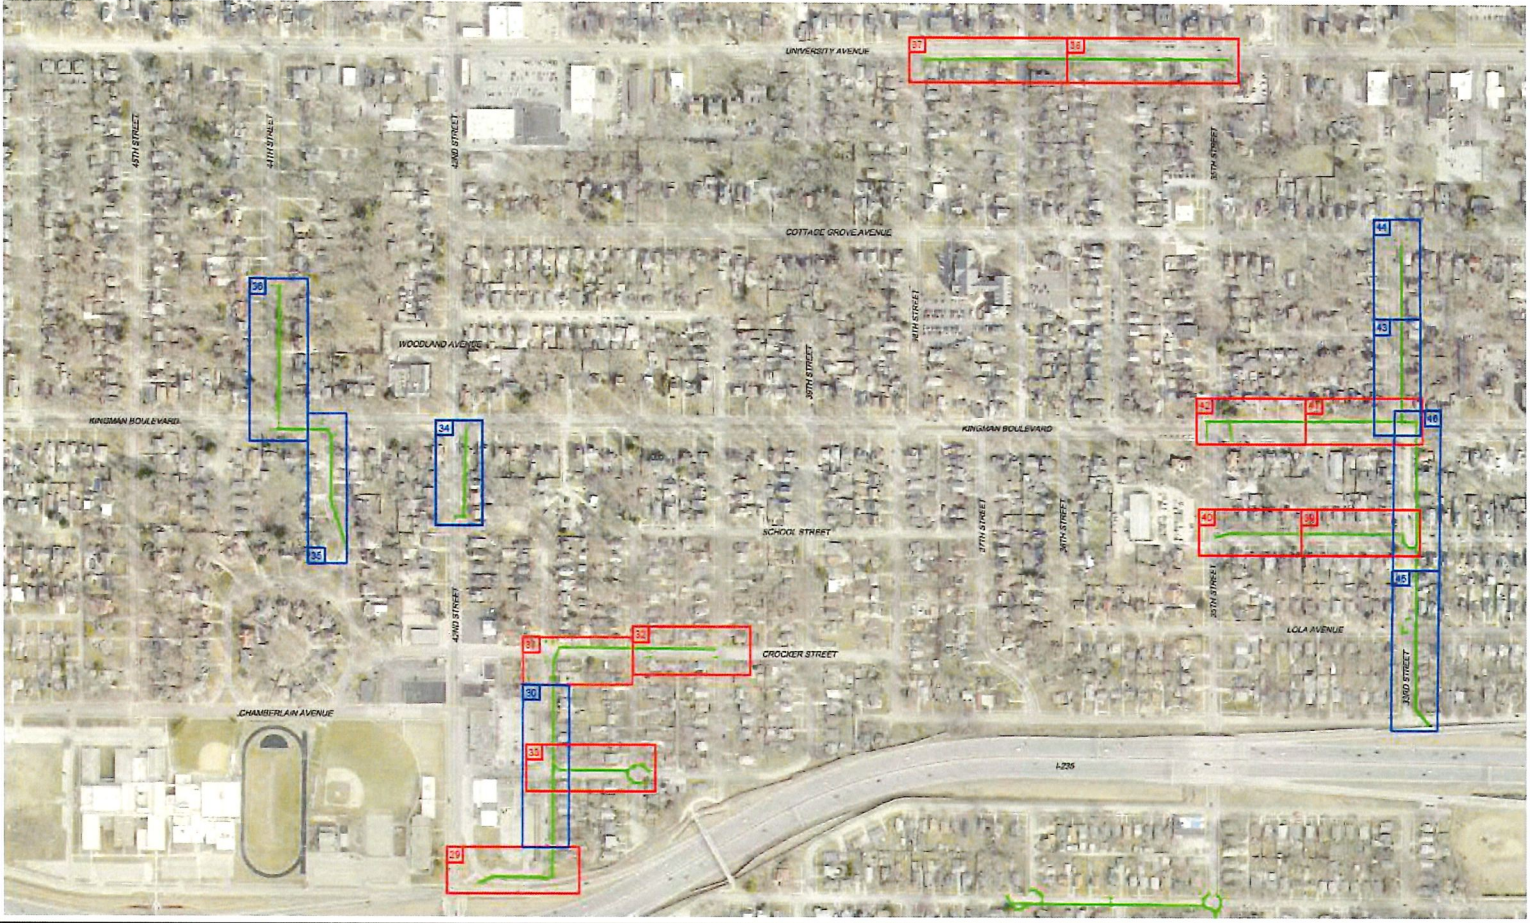 37
38
UNIVERSITY AVENUE
45TH STREET
44TH STREET
42ND STREET
35TH STREET
44
COTTAGE GROVE AVENUE
36
38TH STREET
43
WOODLAND AVENUE
39TH STREET
42
41
46
KINGMAN BOULEVARD
34
KINGMAN BOULEVARD
37TH STREET
36TH STREET
40
39
SCHOOL STREET
35
35TH STREET
45
42ND STREET
LOLA AVENUE
31
32
CROCKER STREET
33RD STREET
30
CHAMBERLAIN AVENUE
33
I-235
29